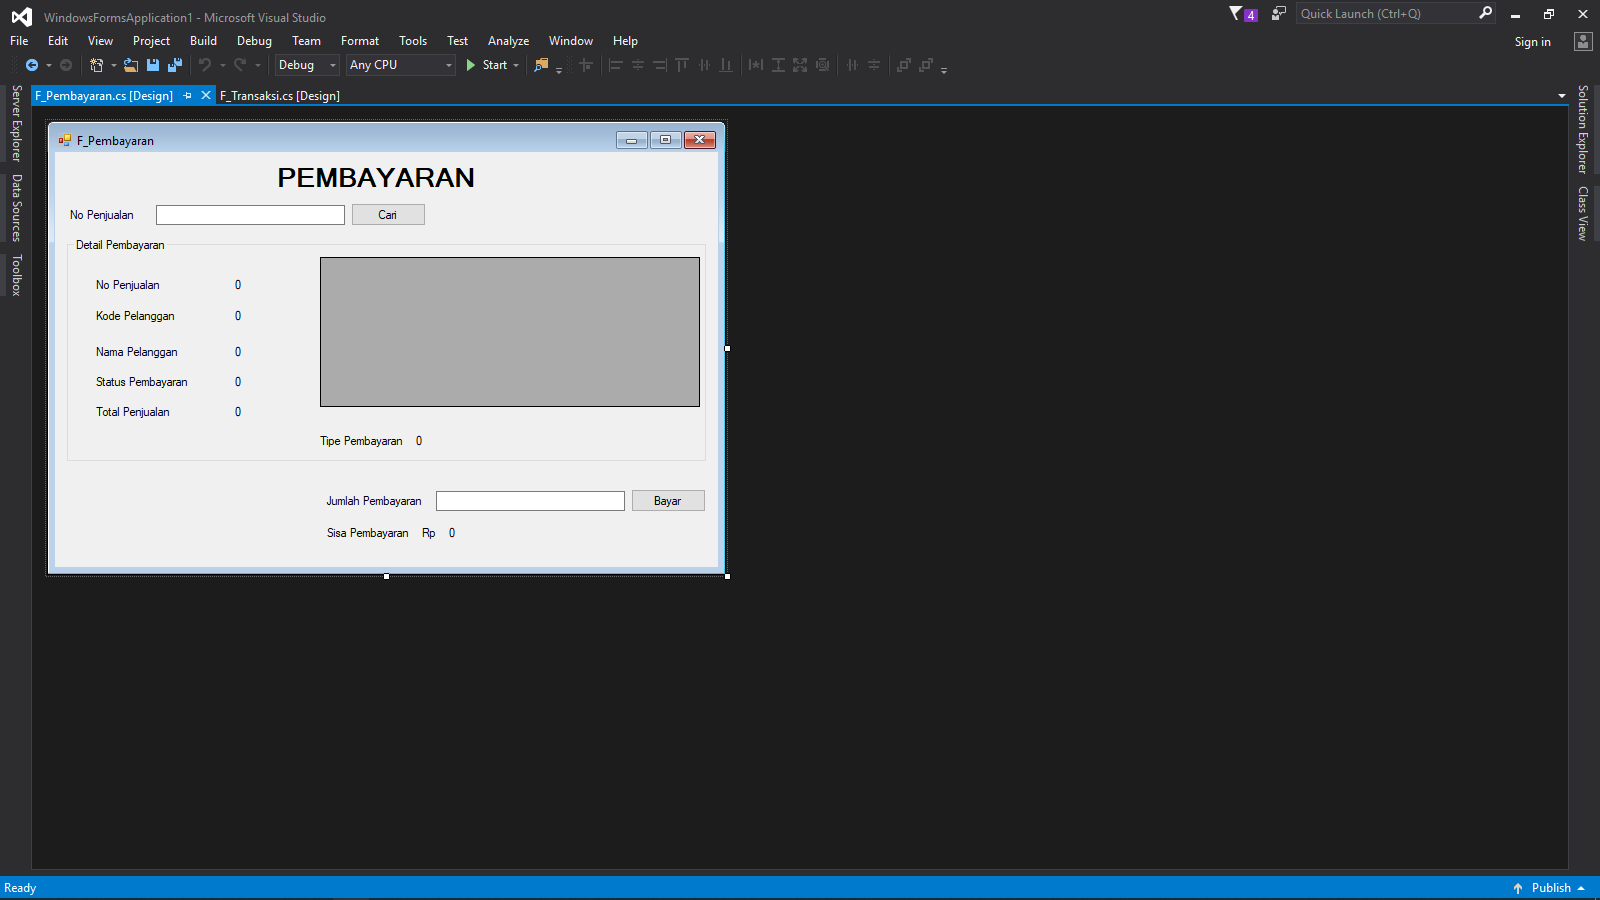 WindowsFormsApplication1 - Microsoft Visual Studio
4
Quick Launch (Ctrl+Q)
File Edit View Project Build Debug Team Format Tools Test Analyze Window Help
Sign in
Debug Any CPU Start
F_Pembayaran.cs [Design] F_Transaksi.cs [Design]
Server Explorer
Data Sources
Toolbox
Solution Explorer
Class View
F_Pembayaran
PEMBAYARAN
No Penjualan Cari
Detail Pembayaran
No Penjualan 0
Kode Pelanggan 0
Nama Pelanggan 0
Status Pembayaran 0
Total Penjualan 0
Tipe Pembayaran 0
Jumlah Pembayaran Bayar
Sisa Pembayaran Rp 0
Ready
Publish